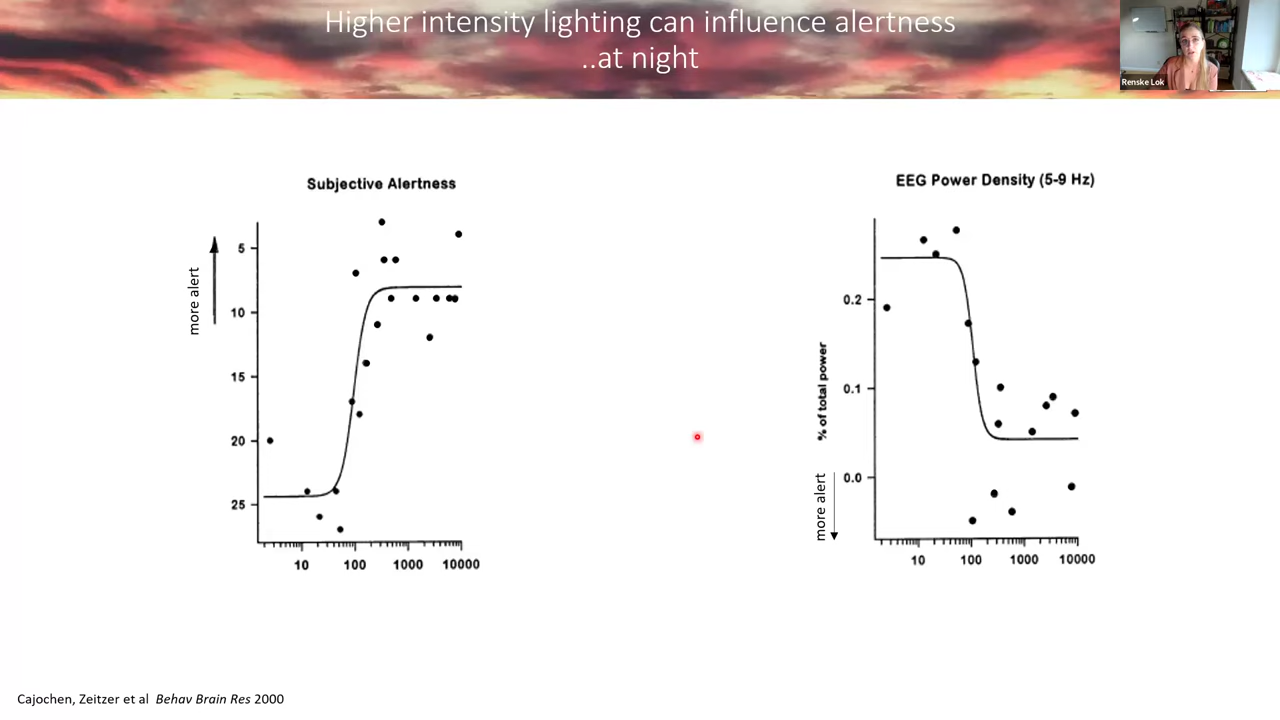 Higher intensity lighting can influence alertness
..at night
Renske Lok
Subjective Alertness
more alert
5
10
15
20
25
10 100 1000 10000
EEG Power Density (5-9 Hz)
% of total power
more alert
0.2
0.1
0.0
10 100 1000 10000
Cajochen, Zeitzer et al Behav Brain Res 2000